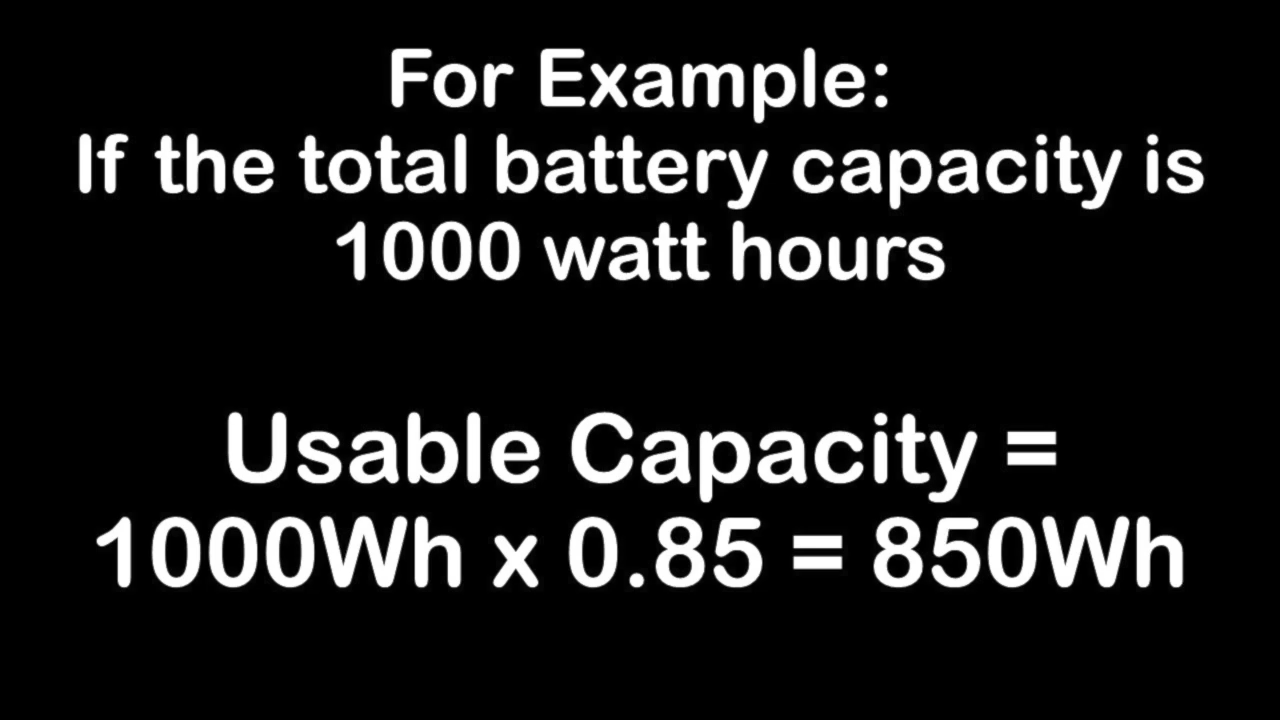 For Example:
If the total battery capacity is
1000 watt hours
Usable Capacity =
1000Wh x 0.85 = 850Wh